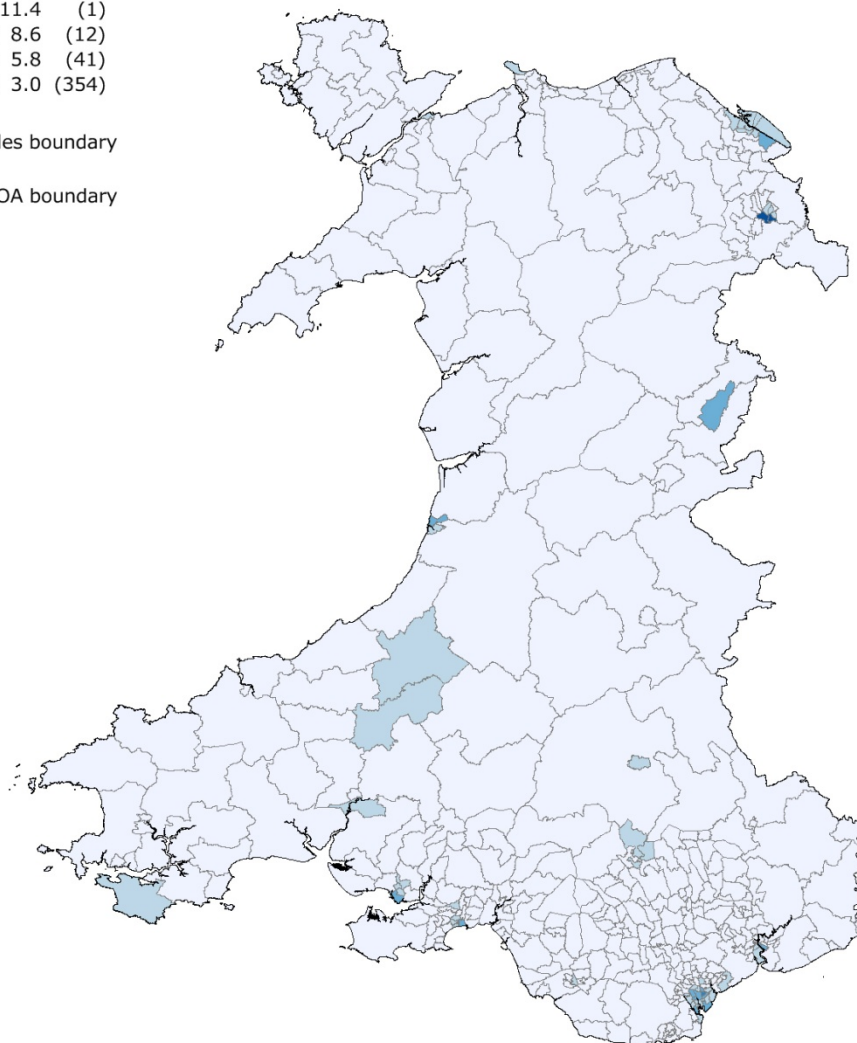 11.4 (1)
8.6 (12)
5.8 (41)
3.0 (354)
les boundary
OA boundary